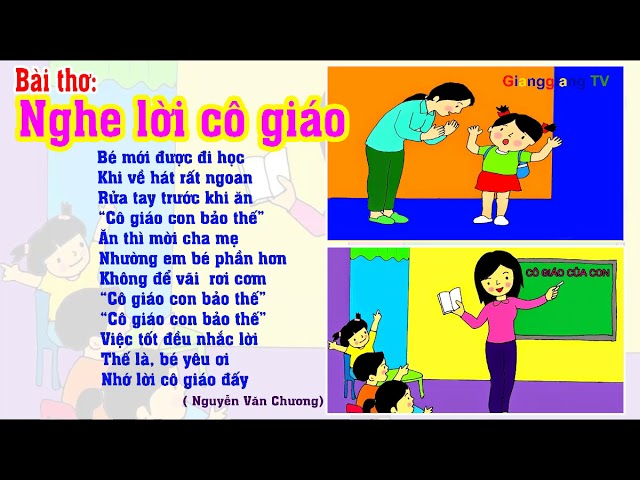 Bài thơ:
Nghe lời cô giáo
Bé mới được đi học
Khi về hát rất ngoan
Rửa tay trước khi ăn
“Cô giáo con bảo thế”
Ăn thì mời cha mẹ
Nhường em bé phần hơn
Không để vãi rơi cơm
“Cô giáo con bảo thế”
“Cô giáo con bảo thế”
Việc tốt đều nhắc lời
Thế là, bé yêu ơi
Nhớ lời cô giáo đấy
( Nguyễn Văn Chương)
Gianggiang TV
CÔ GIÁO CỦA CON